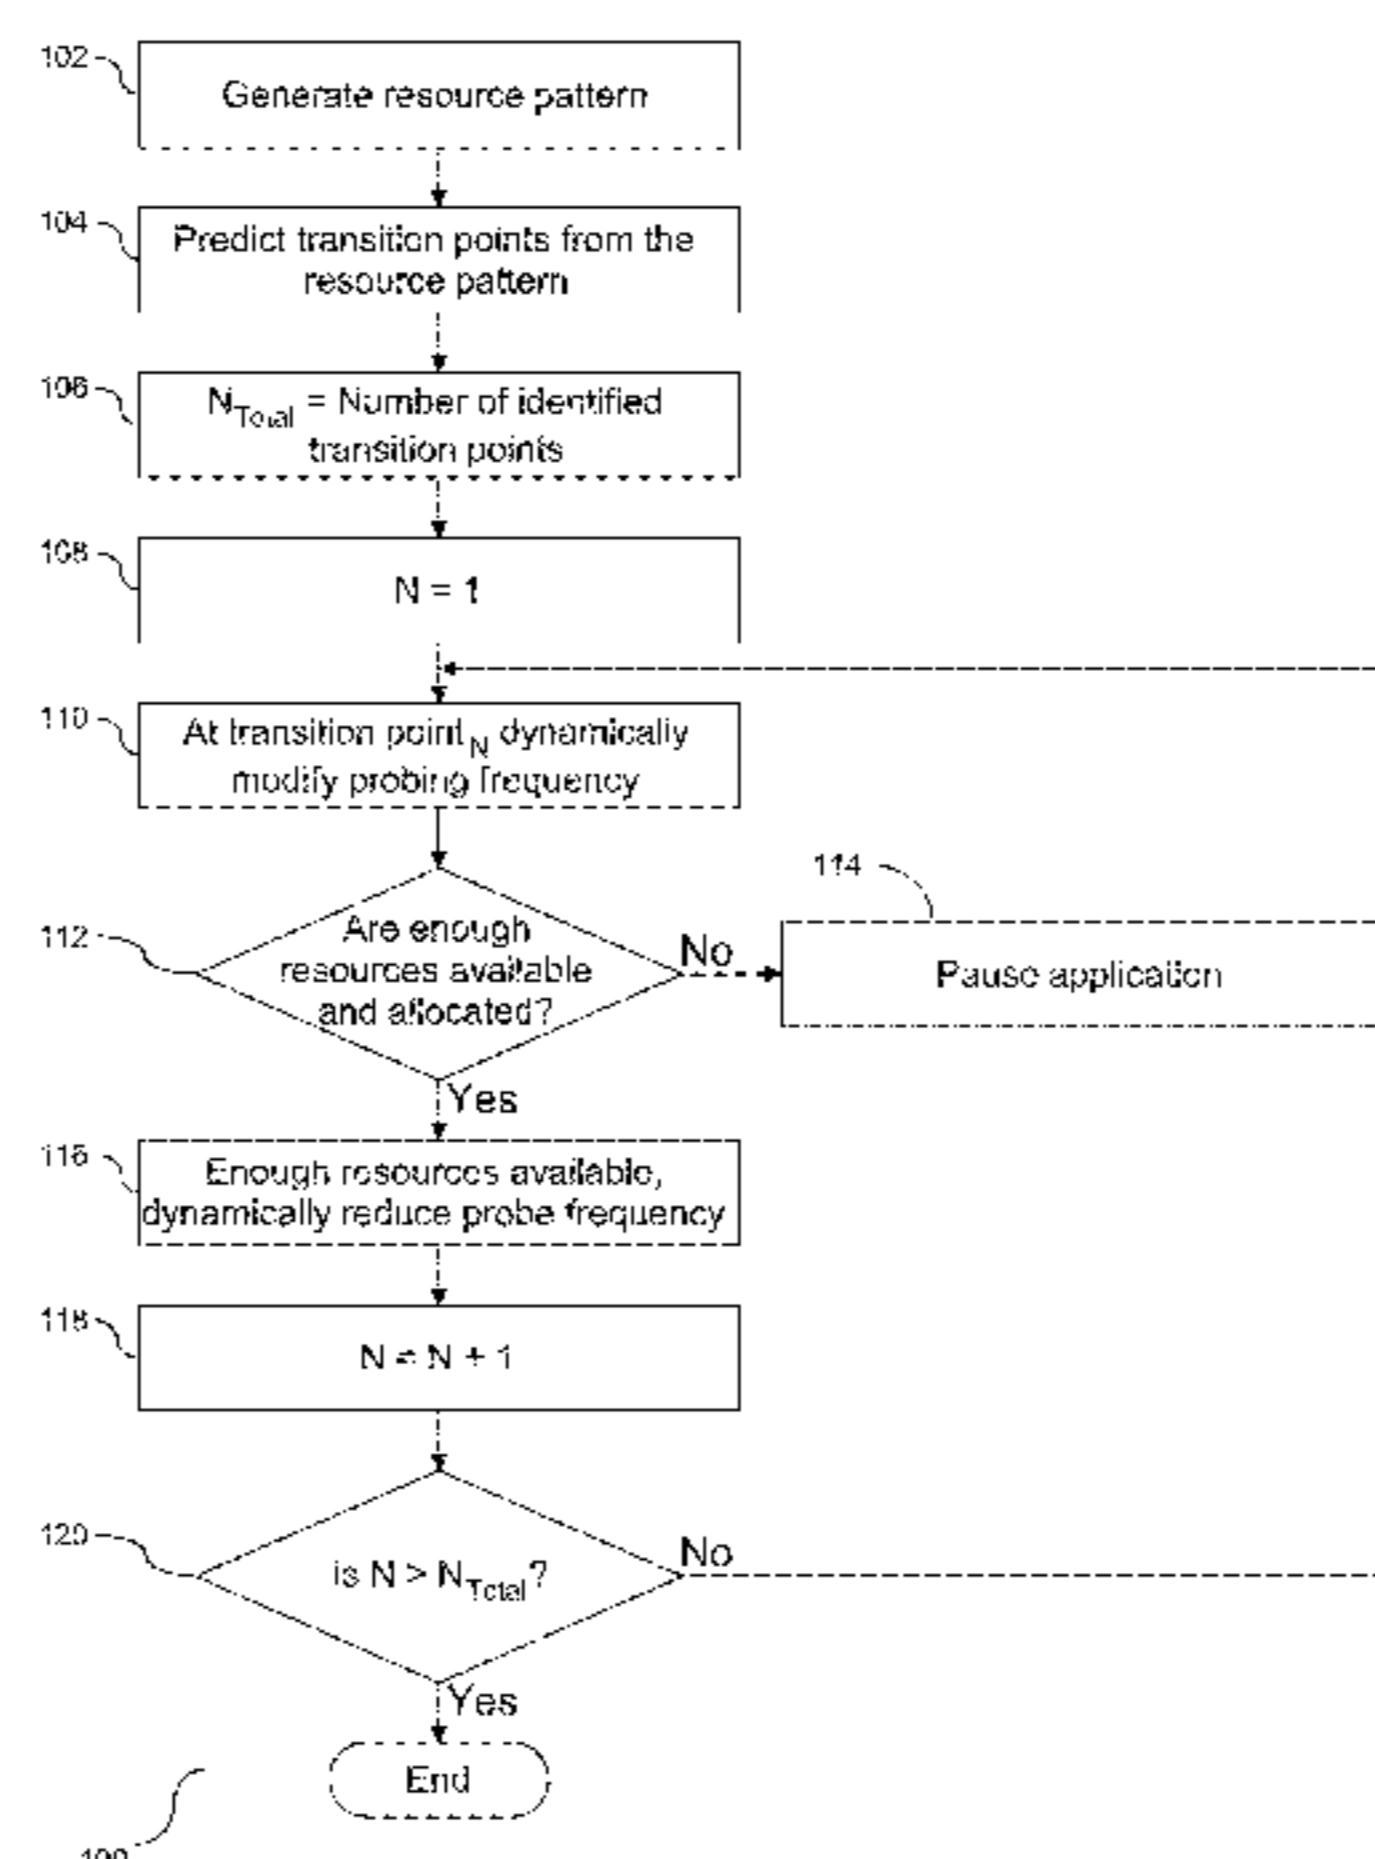 102
Generate resource pattern
104
Predict transition points from the
resource pattern
106
N_Total = Number of identified
transition points
108
N = 1
110
At transition point_N dynamically
modify probing frequency
112
Are enough
resources available
and allocated?
No
114
Pause application
Yes
116
Enough resources available,
dynamically reduce probe frequency
118
N = N + 1
120
is N > N_Total?
No
Yes
End